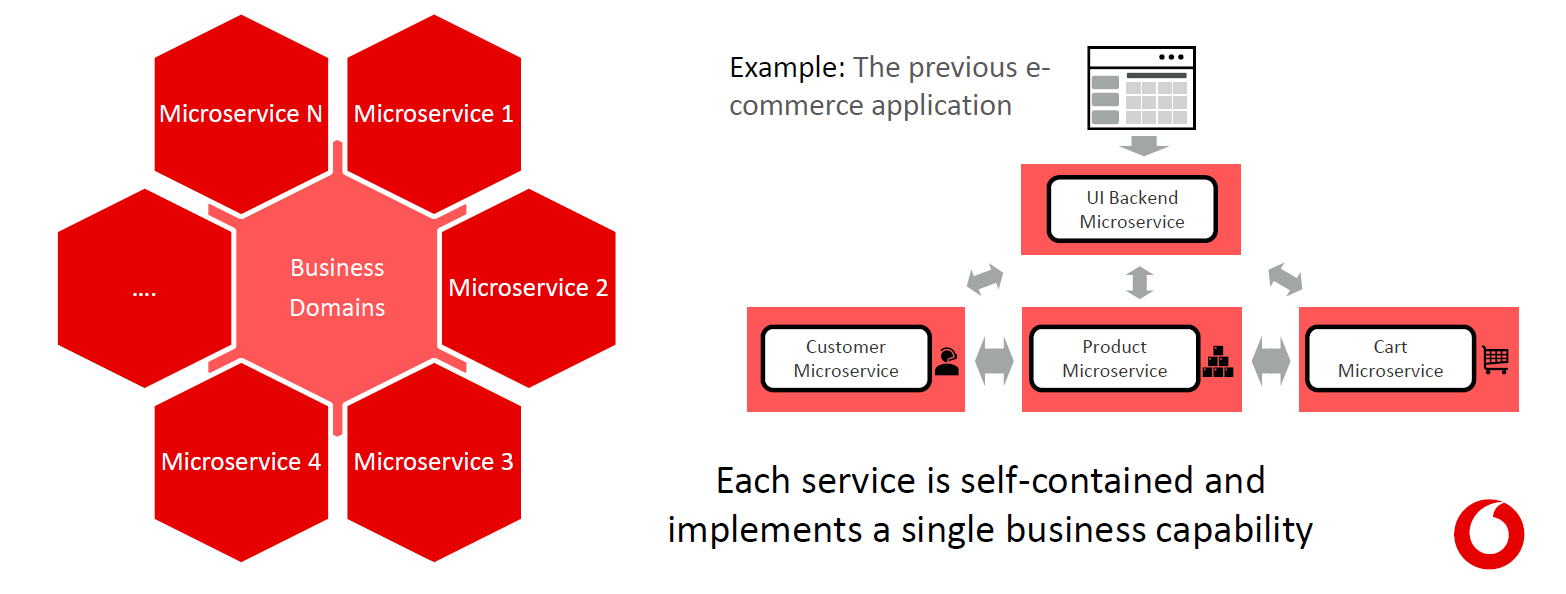 Microservice N
Microservice 1
....
Business
Domains
Microservice 2
Microservice 4
Microservice 3
Example: The previous e-
commerce application
UI Backend
Microservice
Customer
Microservice
Product
Microservice
Cart
Microservice
Each service is self-contained and
implements a single business capability